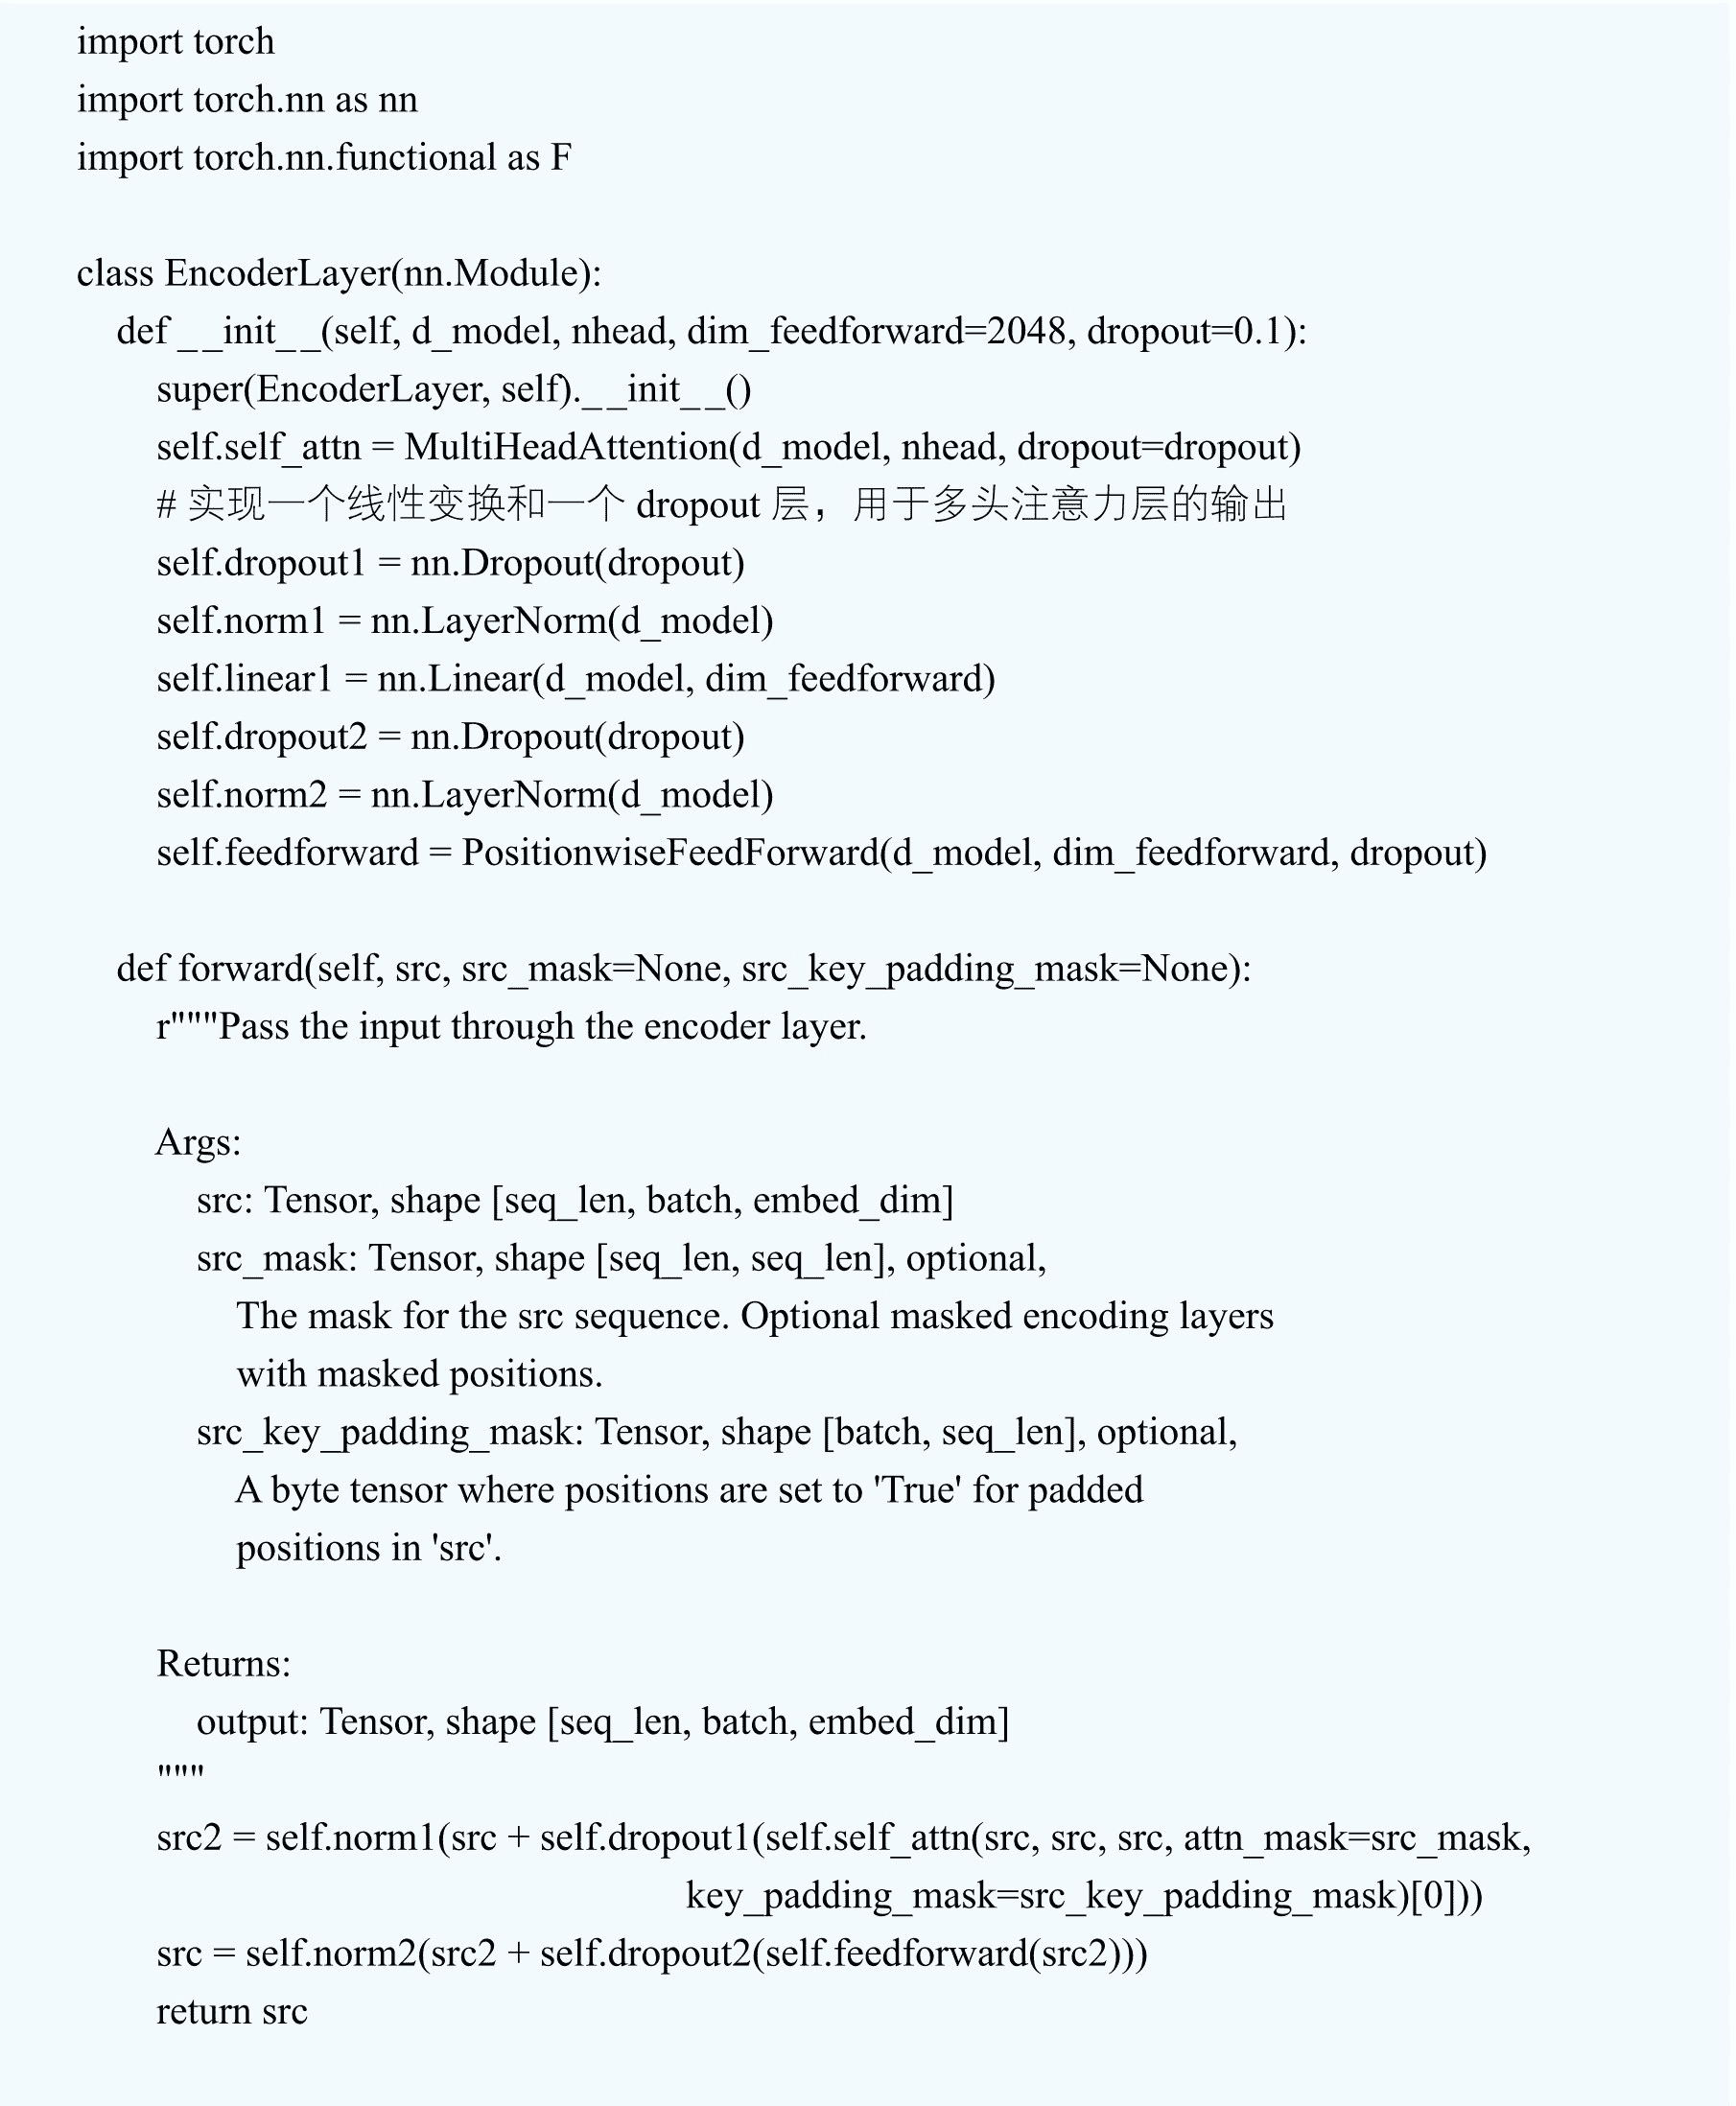 import torch
import torch.nn as nn
import torch.nn.functional as F

class EncoderLayer(nn.Module):
    def __init__(self, d_model, nhead, dim_feedforward=2048, dropout=0.1):
        super(EncoderLayer, self).__init__()
        self.self_attn = MultiHeadAttention(d_model, nhead, dropout=dropout)
        # 实现一个线性变换和一个 dropout 层，用于多头注意力层的输出
        self.dropout1 = nn.Dropout(dropout)
        self.norm1 = nn.LayerNorm(d_model)
        self.linear1 = nn.Linear(d_model, dim_feedforward)
        self.dropout2 = nn.Dropout(dropout)
        self.norm2 = nn.LayerNorm(d_model)
        self.feedforward = PositionwiseFeedForward(d_model, dim_feedforward, dropout)

    def forward(self, src, src_mask=None, src_key_padding_mask=None):
        r"""Pass the input through the encoder layer.

        Args:
            src: Tensor, shape [seq_len, batch, embed_dim]
            src_mask: Tensor, shape [seq_len, seq_len], optional,
                The mask for the src sequence. Optional masked encoding layers
                with masked positions.
            src_key_padding_mask: Tensor, shape [batch, seq_len], optional,
                A byte tensor where positions are set to 'True' for padded
                positions in 'src'.

        Returns:
            output: Tensor, shape [seq_len, batch, embed_dim]
        """
        src2 = self.norm1(src + self.dropout1(self.self_attn(src, src, src, attn_mask=src_mask,
                                                key_padding_mask=src_key_padding_mask)[0]))
        src = self.norm2(src2 + self.dropout2(self.feedforward(src2)))
        return src